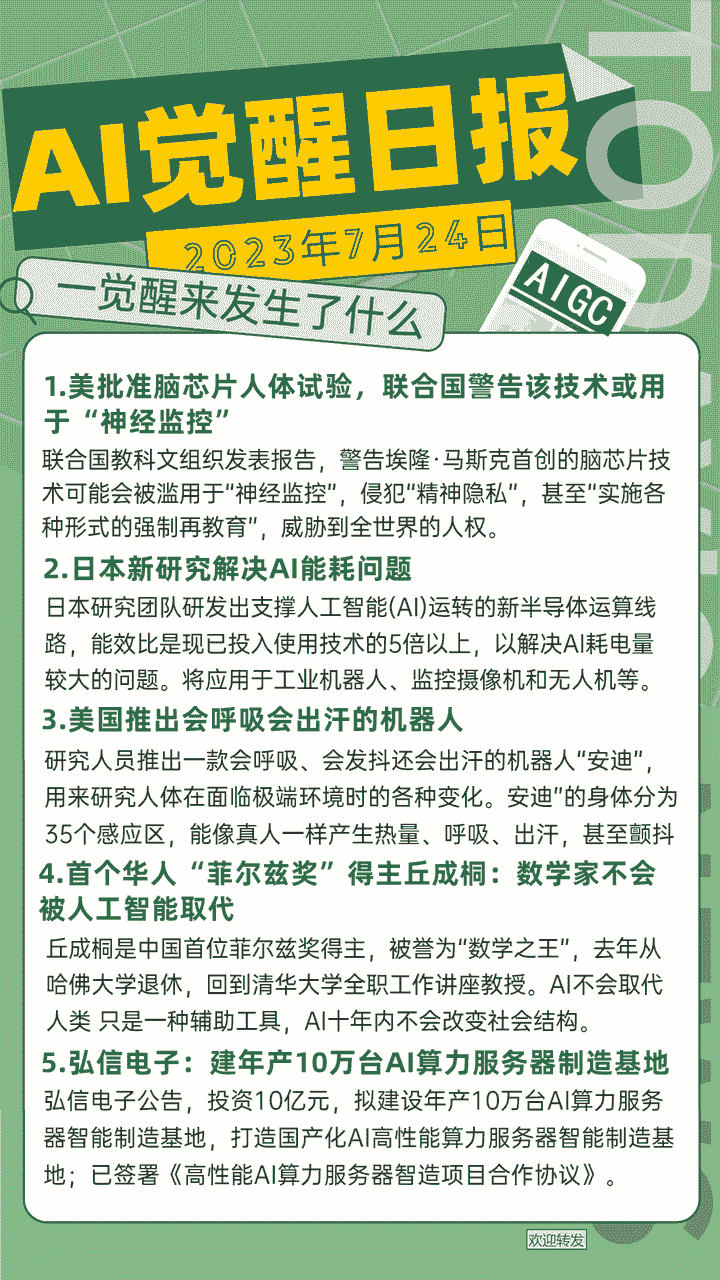 AI觉醒日报
2023年7月24日
一觉醒来发生了什么
AIGC
1.美批准脑芯片人体试验，联合国警告该技术或用
于“神经监控”
联合国教科文组织发表报告，警告埃隆·马斯克首创的脑芯片技
术可能会被滥用于“神经监控”，侵犯“精神隐私”，甚至“实施各
种形式的强制再教育”，威胁到全世界的人权。
2.日本新研究解决AI能耗问题
日本研究团队研发出支撑人工智能(AI)运转的新半导体运算线
路，能效比是现已投入使用技术的5倍以上，以解决AI耗电量
较大的问题。将应用于工业机器人、监控摄像机和无人机等。
3.美国推出会呼吸会出汗的机器人
研究人员推出一款会呼吸、会发抖还会出汗的机器人“安迪”，
用来研究人体在面临极端环境时的各种变化。安迪”的身体分为
35个感应区，能像真人一样产生热量、呼吸、出汗，甚至颤抖
4.首个华人“菲尔兹奖”得主丘成桐：数学家不会
被人工智能取代
丘成桐是中国首位菲尔兹奖得主，被誉为“数学之王”，去年从
哈佛大学退休，回到清华大学全职工作讲座教授。AI不会取代
人类 只是一种辅助工具，AI十年内不会改变社会结构。
5.弘信电子：建年产10万台AI算力服务器制造基地
弘信电子公告，投资10亿元，拟建设年产10万台AI算力服务
器智能制造基地，打造国产化AI高性能算力服务器智能制造基
地；已签署《高性能AI算力服务器智造项目合作协议》。
欢迎转发